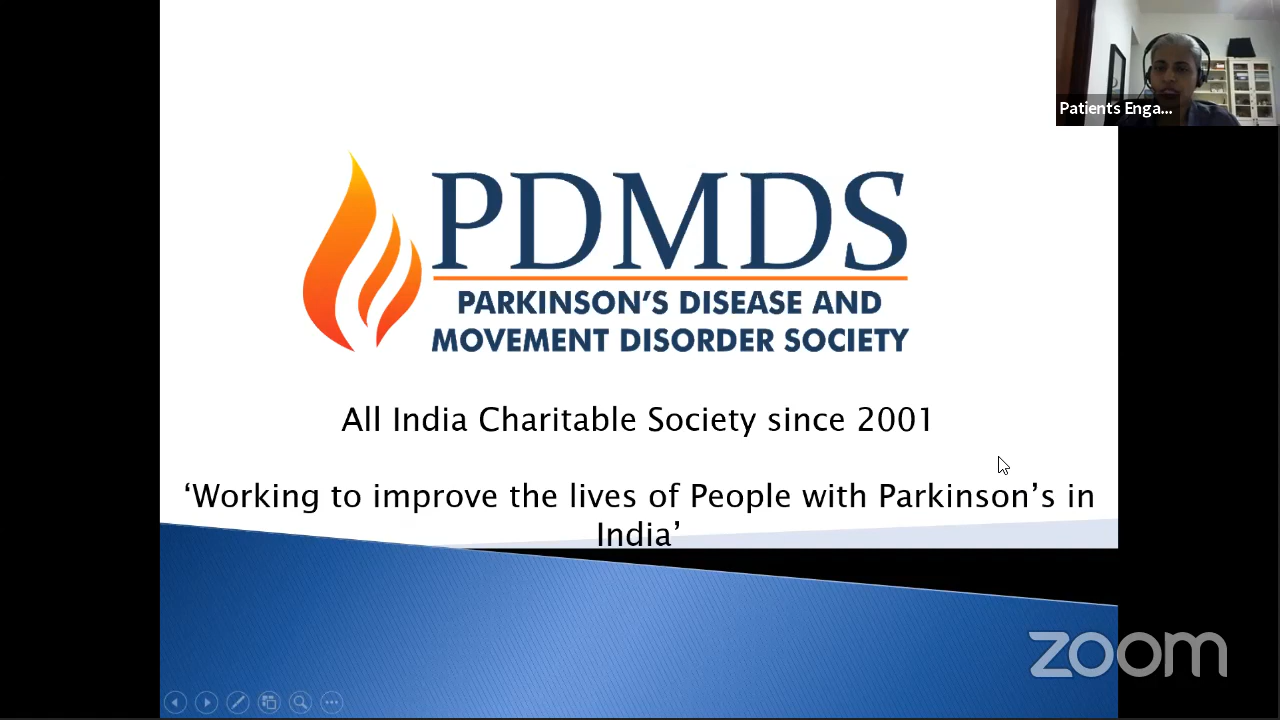 Patients Enga...
PDMDS
PARKINSON'S DISEASE AND
MOVEMENT DISORDER SOCIETY
All India Charitable Society since 2001
‘Working to improve the lives of People with Parkinson’s in
India’
zoom